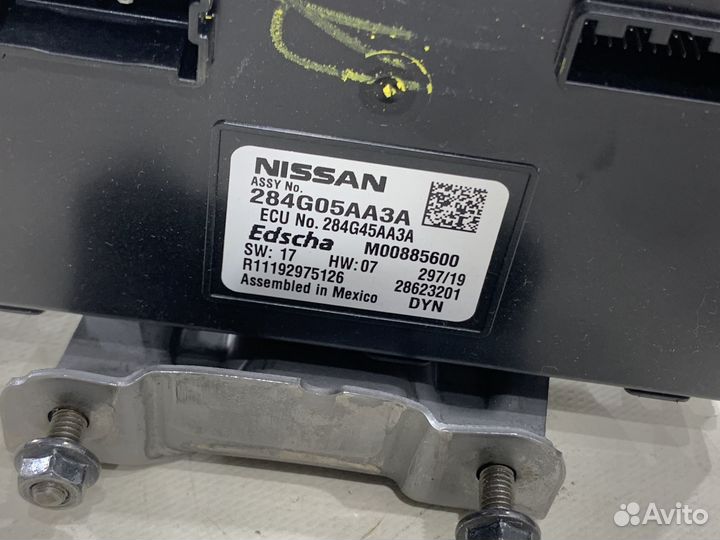 NISSAN
ASSY No.
284G05AA3A
ECU No. 284G45AA3A
Edscha M00885600
SW: 17 HW: 07 297/19
R11192975126 28623201
Assembled in Mexico DYN
Avito